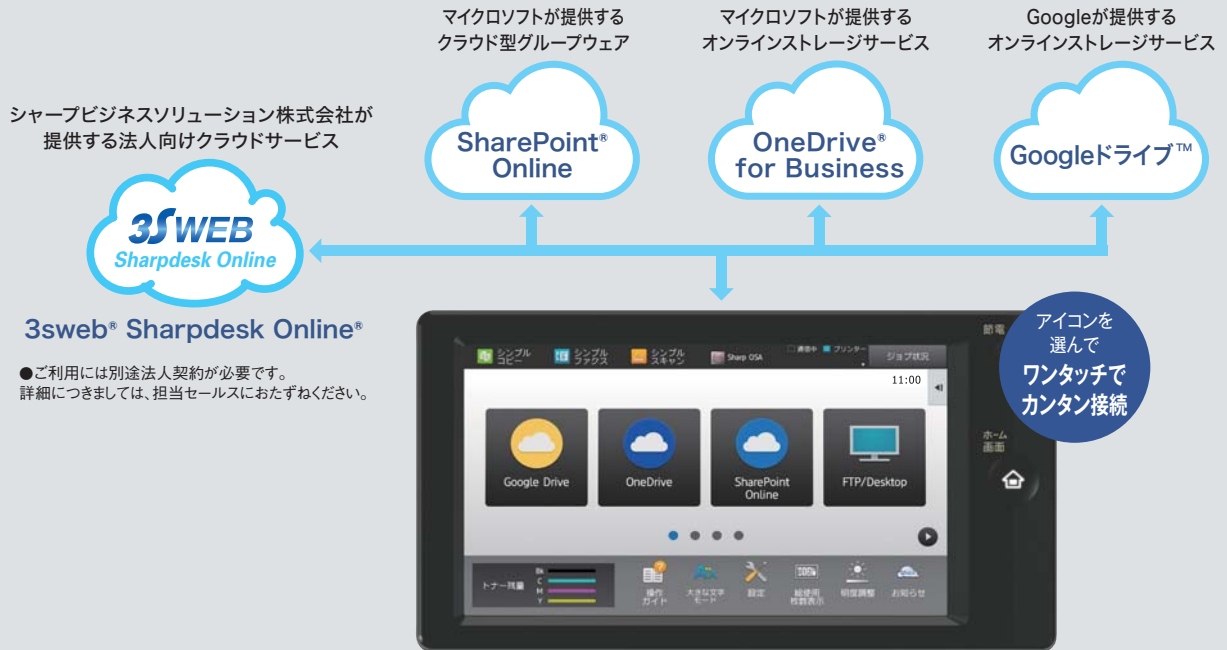 マイクロソフトが提供する
クラウド型グループウェア
マイクロソフトが提供する
オンラインストレージサービス
Googleが提供する
オンラインストレージサービス
シャープビジネスソリューション株式会社が
提供する法人向けクラウドサービス
SharePoint®
Online
OneDrive®
for Business
Googleドライブ™
3SWEB
Sharpdesk Online
3sweb® Sharpdesk Online®
●ご利用には別途法人契約が必要です。
詳細につきましては、担当セールスにおたずねください。
アイコンを
選んで
ワンタッチで
カンタン接続
節電
シンプル
コピー
シンプル
ファクス
シンプル
スキャン
Sharp OSA
通信中
プリンター
ジョブ状況
11:00
Google Drive
OneDrive
SharePoint
Online
FTP/Desktop
ホーム
画面
トナー残量
Bk
C
M
Y
操作
ガイド
大きな文字
モード
設定
総使用
枚数表示
明度調整
お知らせ